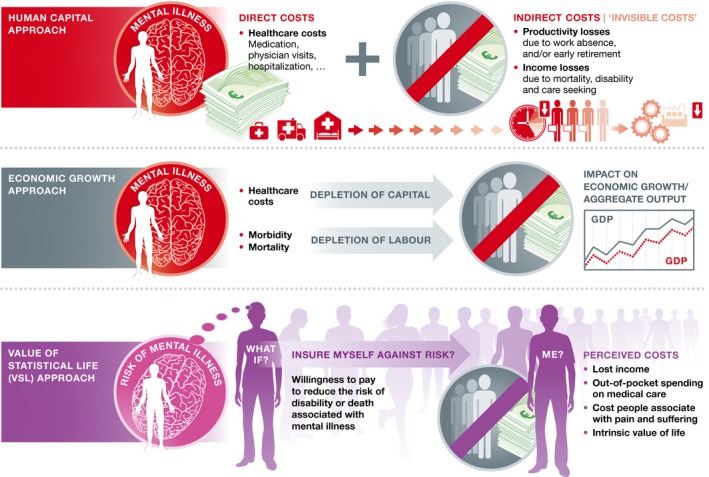 HUMAN CAPITAL
APPROACH
MENTAL ILLNESS
DIRECT COSTS
• Healthcare costs
Medication,
physician visits,
hospitalization, …
+
INDIRECT COSTS | ‘INVISIBLE COSTS’
• Productivity losses
due to work absence,
and/or early retirement
• Income losses
due to mortality, disability
and care seeking
ECONOMIC GROWTH
APPROACH
MENTAL ILLNESS
• Healthcare
costs
• Morbidity
• Mortality
DEPLETION OF CAPITAL
DEPLETION OF LABOUR
IMPACT ON
ECONOMIC GROWTH/
AGGREGATE OUTPUT
GDP
GDP
VALUE OF
STATISTICAL LIFE
(VSL) APPROACH
RISK OF MENTAL ILLNESS
WHAT
IF?
INSURE MYSELF AGAINST RISK?
Willingness to pay
to reduce the risk of
disability or death
associated with
mental illness
ME?
PERCEIVED COSTS
• Lost income
• Out-of-pocket spending
on medical care
• Cost people associate
with pain and suffering
• Intrinsic value of life